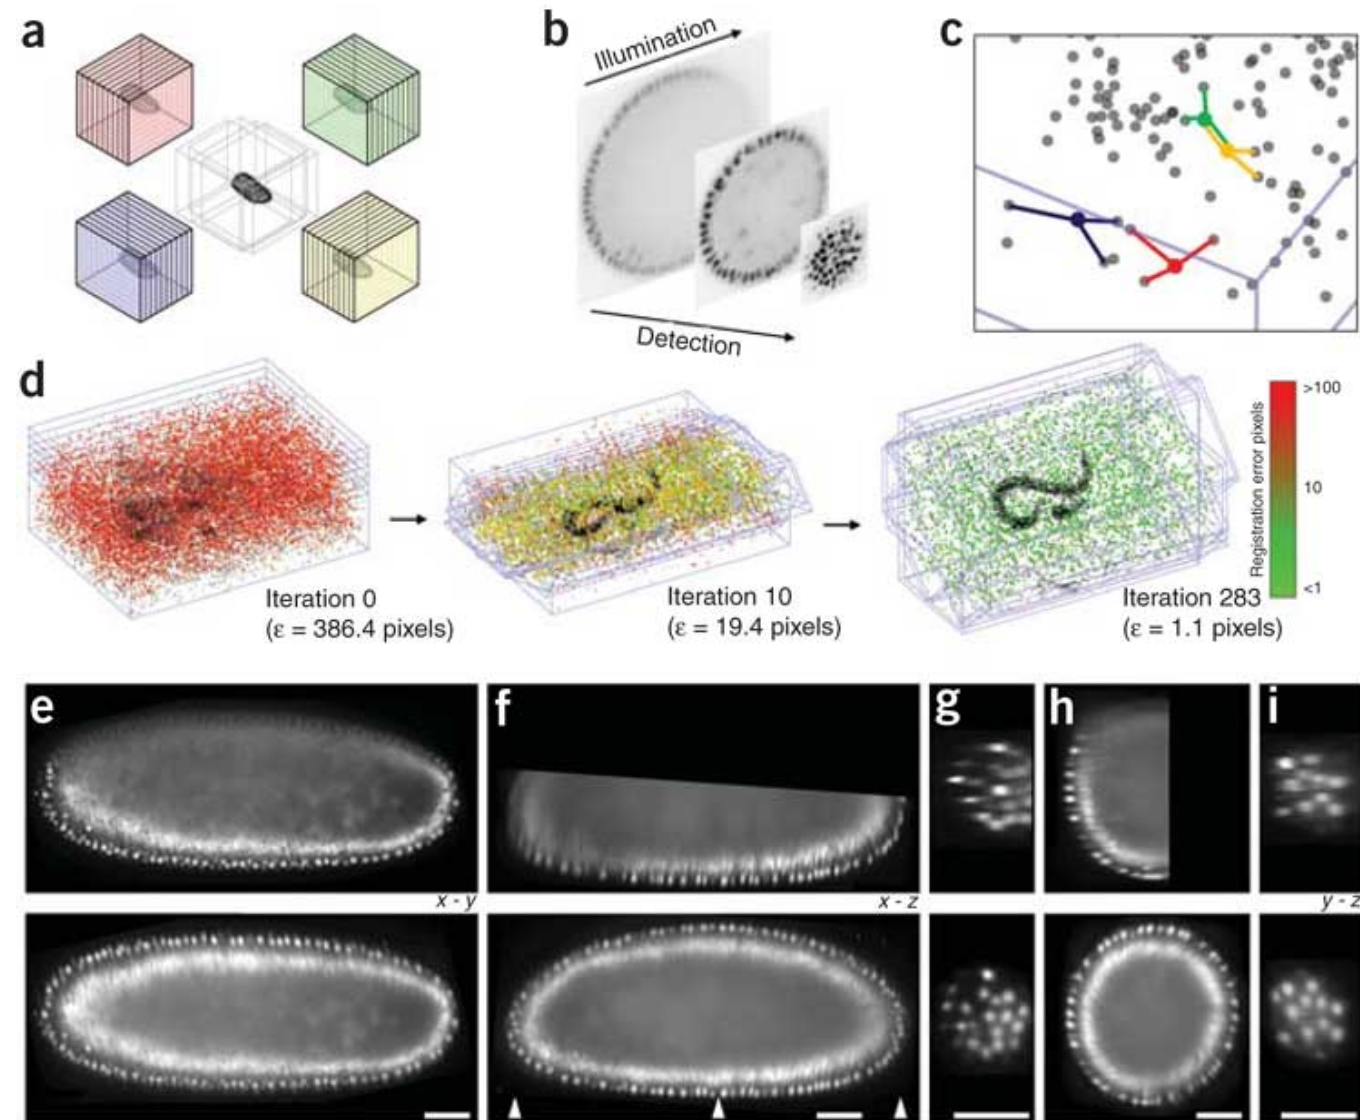 a
b
c
Illumination
Detection
d
Iteration 0
(ε = 386.4 pixels)
Iteration 10
(ε = 19.4 pixels)
Iteration 283
(ε = 1.1 pixels)
Registration error pixels
>100
10
<1
e
f
g
h
i
x - y
x - z
y - z